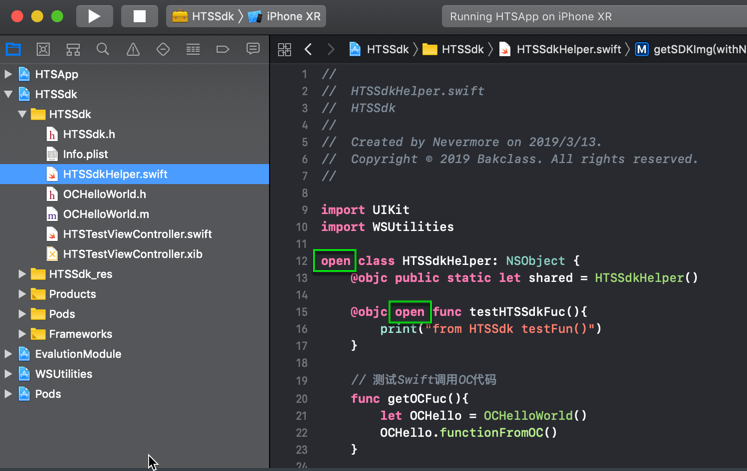 HTSSdk 〉 iPhone XR
Running HTSApp on iPhone XR
HTSSdk 〉 HTSSdk 〉 HTSSdkHelper.swift 〉 M getSDKImg(withN
HTSApp
HTSSdk
HTSSdk
h HTSSdk.h
Info.plist
HTSSdkHelper.swift
h OCHelloWorld.h
m OCHelloWorld.m
HTSTestViewController.swift
HTSTestViewController.xib
HTSSdk_res
Products
Pods
Frameworks
EvalutionModule
WSUtilities
Pods
1 //
2 //  HTSSdkHelper.swift
3 //  HTSSdk
4 //
5 //  Created by Nevermore on 2019/3/13.
6 //  Copyright © 2019 Bakclass. All rights reserved.
7 //
8
9 import UIKit
10 import WSUtilities
11
12 open class HTSSdkHelper: NSObject {
13     @objc public static let shared = HTSSdkHelper()
14
15     @objc open func testHTSSdkFuc(){
16         print("from HTSSdk testFun()")
17     }
18
19     // 测试Swift调用OC代码
20     func getOCFuc(){
21         let OCHello = OCHelloWorld()
22         OCHello.functionFromOC()
23     }
24